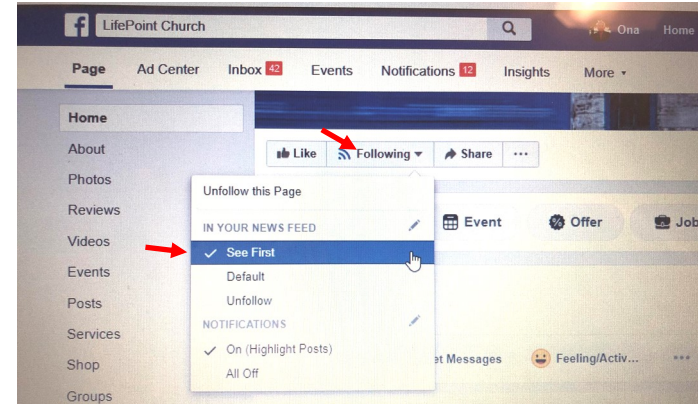 f LifePoint Church
Ona Home
Page Ad Center Inbox 42 Events Notifications 12 Insights More
Home
About
Photos
Reviews
Videos
Events
Posts
Services
Shop
Groups
Like Following Share ...
Unfollow this Page
IN YOUR NEWS FEED
See First
Default
Unfollow
NOTIFICATIONS
On (Highlight Posts)
All Off
Event Offer Job
et Messages Feeling/Activ... ...